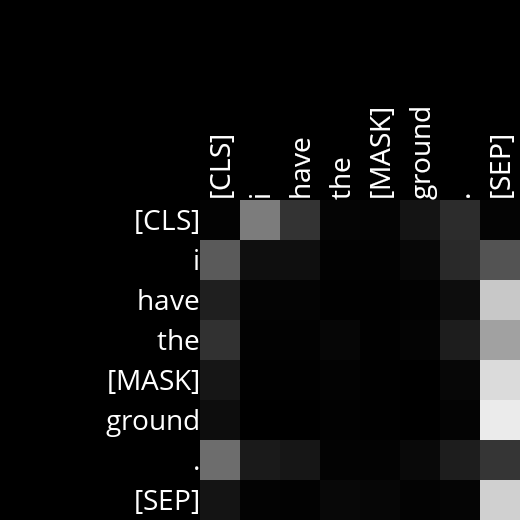 [CLS] i have the [MASK] ground . [SEP]
[CLS]
i
have
the
[MASK]
ground
.
[SEP]